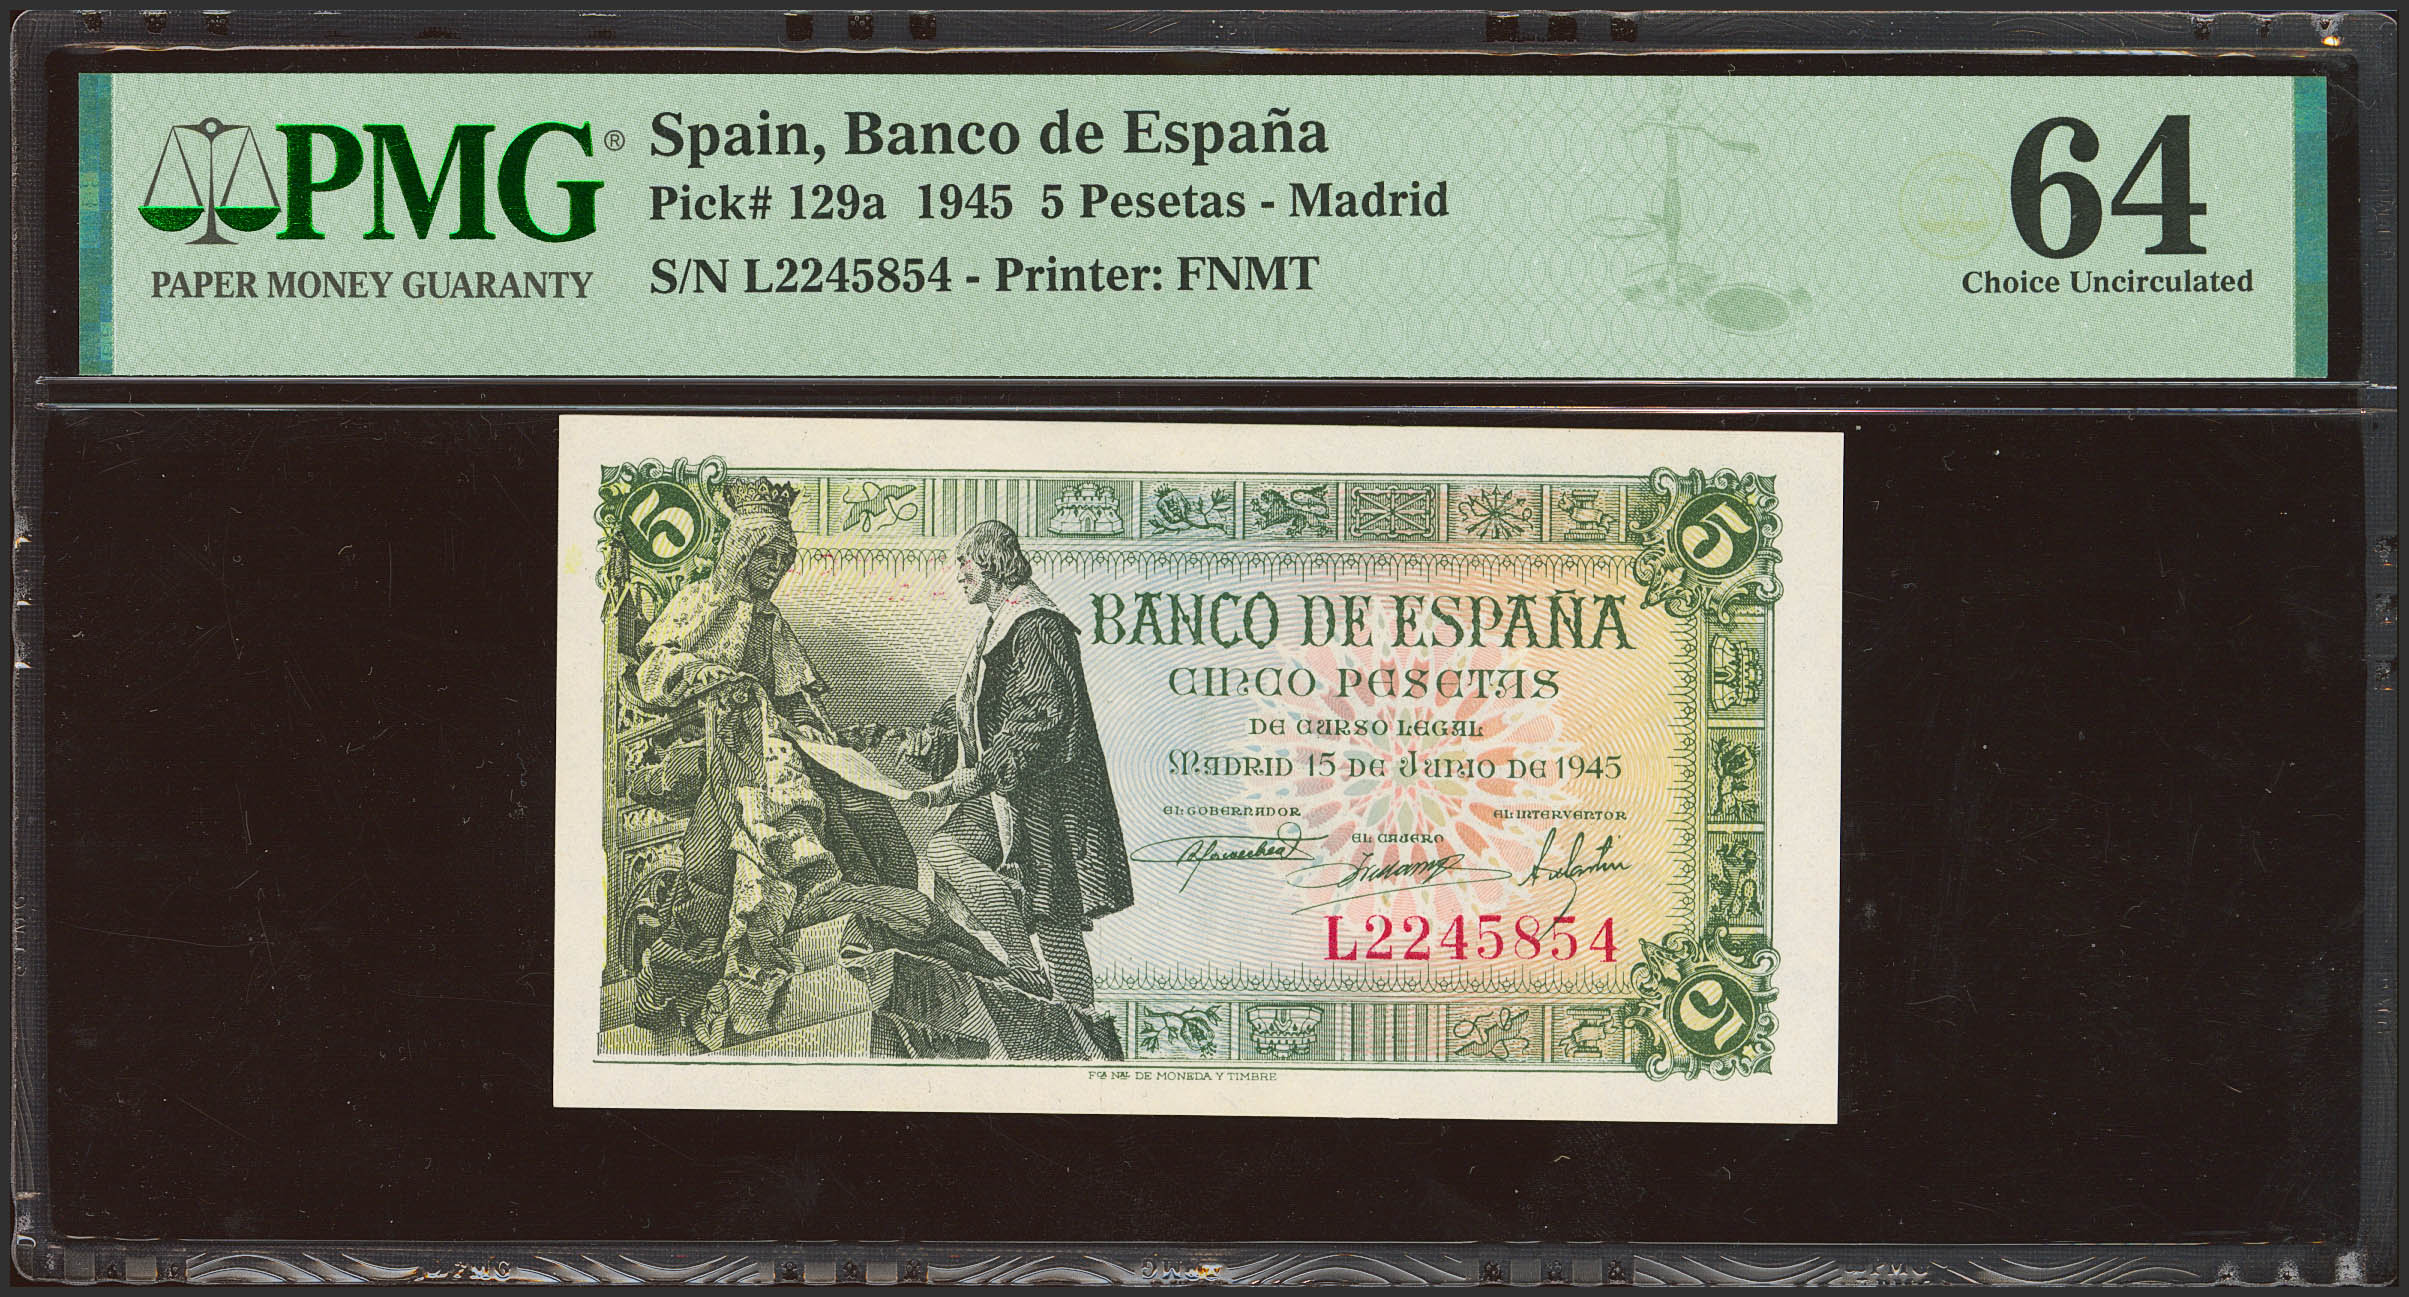 PMG®
PAPER MONEY GUARANTY
Spain, Banco de España
Pick# 129a 1945 5 Pesetas - Madrid
S/N L2245854 - Printer: FNMT
64
Choice Uncirculated
5
5
BANCO DE ESPAÑA
CINCO PESETAS
DE CURSO LEGAL
MADRID 15 DE JUNIO DE 1945
EL GOBERNADOR
EL INTERVENTOR
EL CAJERO
L2245854
5
FCA NAL DE MONEDA Y TIMBRE